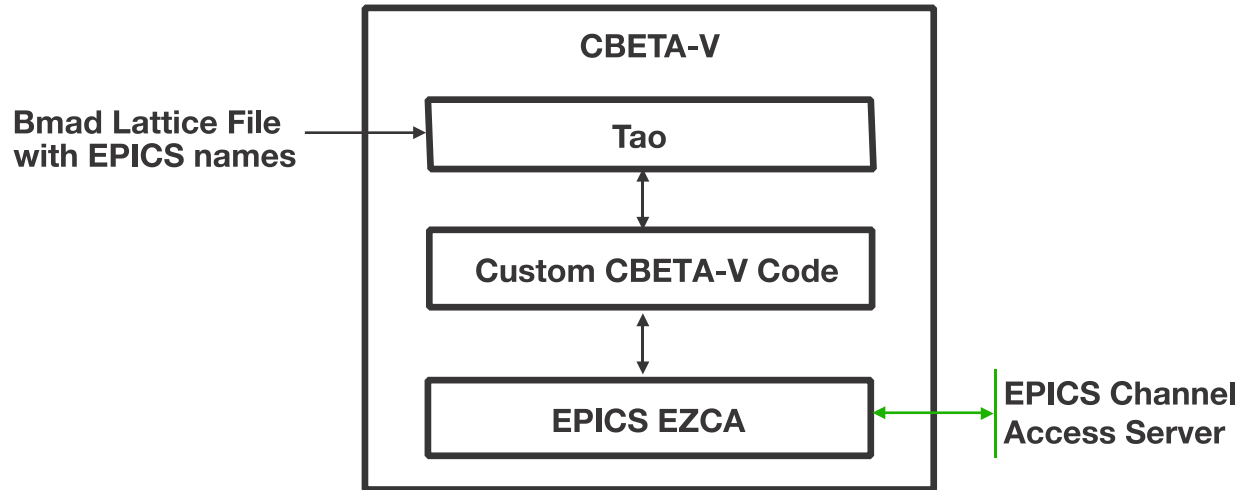 CBETA-V
Bmad Lattice File
with EPICS names
Tao
Custom CBETA-V Code
EPICS EZCA
EPICS Channel
Access Server